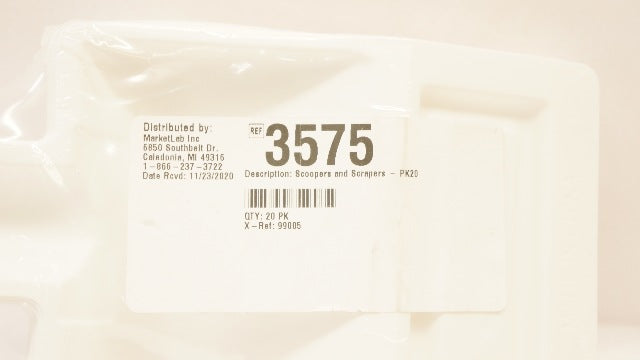 Distributed by:
MarketLab Inc
6850 Southbelt Dr.
Caledonia, MI 49316
1-866-237-3722
Date Rcvd: 11/23/2020
REF 3575
Description: Scoopers and Scrapers - PK20
QTY: 20 PK
X-Ref: 99005